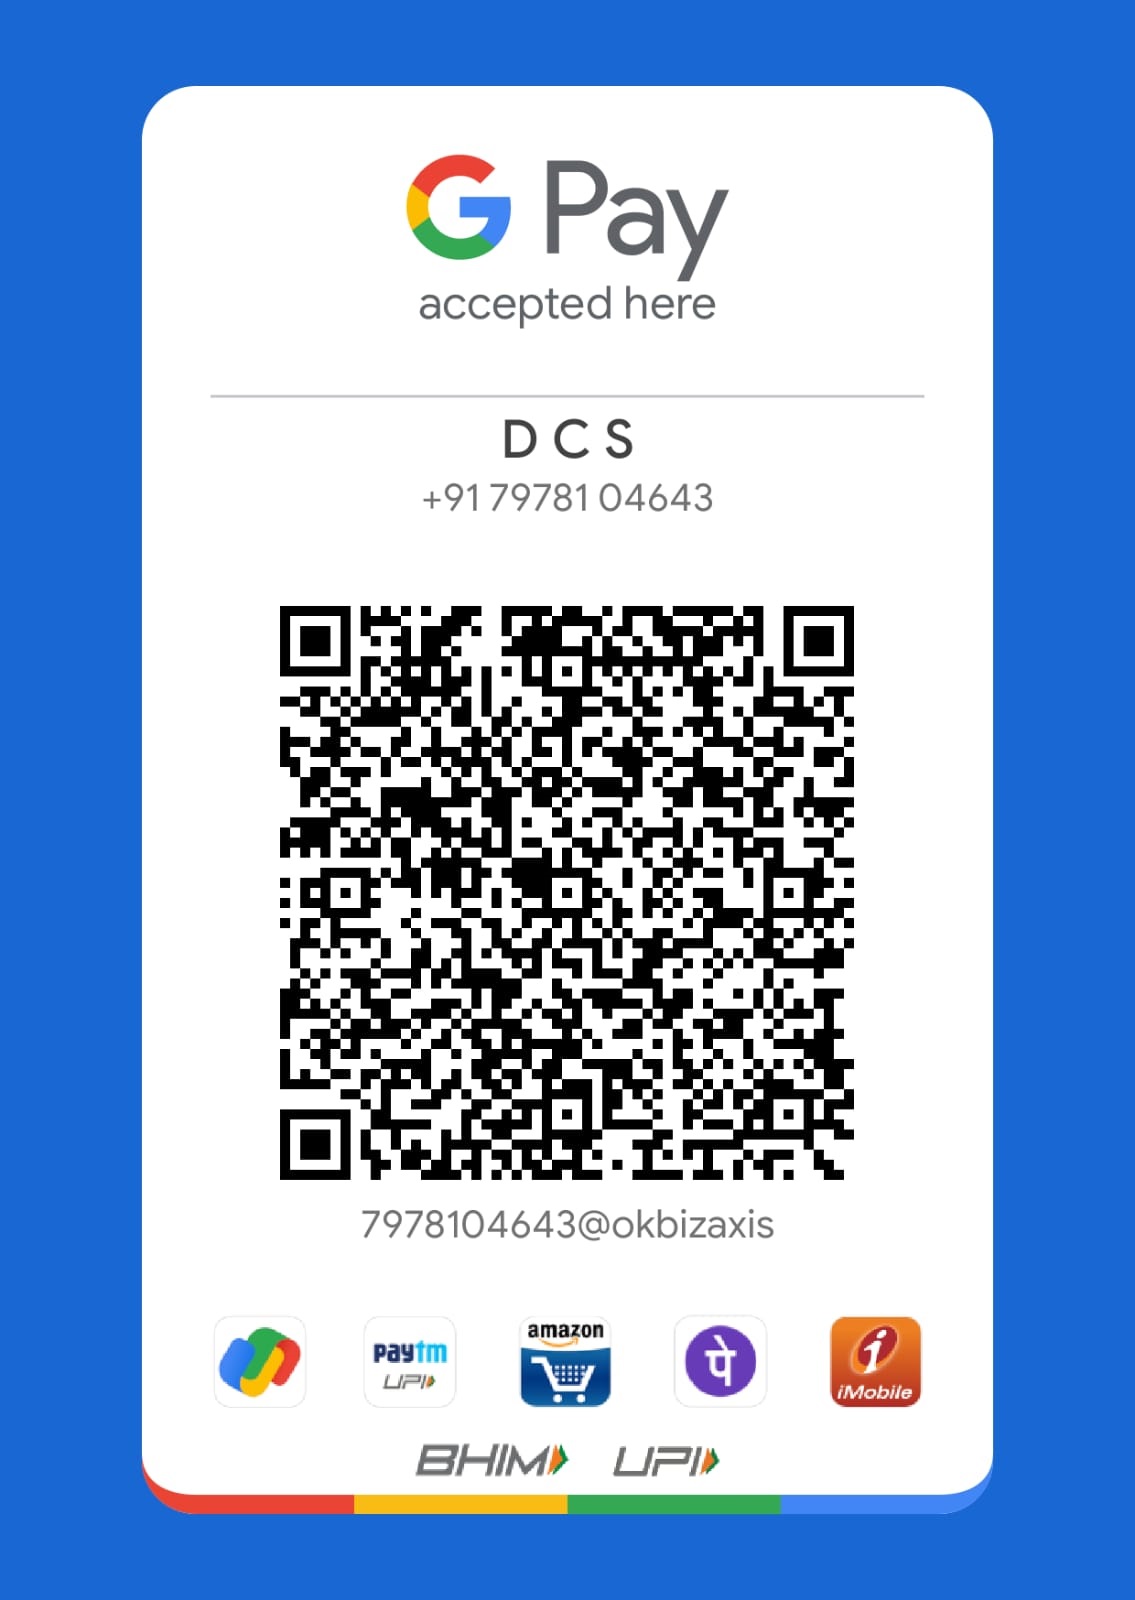 G Pay
accepted here
D C S
+91 79781 04643
7978104643@okbizaxis
paytm
UPI
amazon
पे
i
iMobile
BHIM UPI